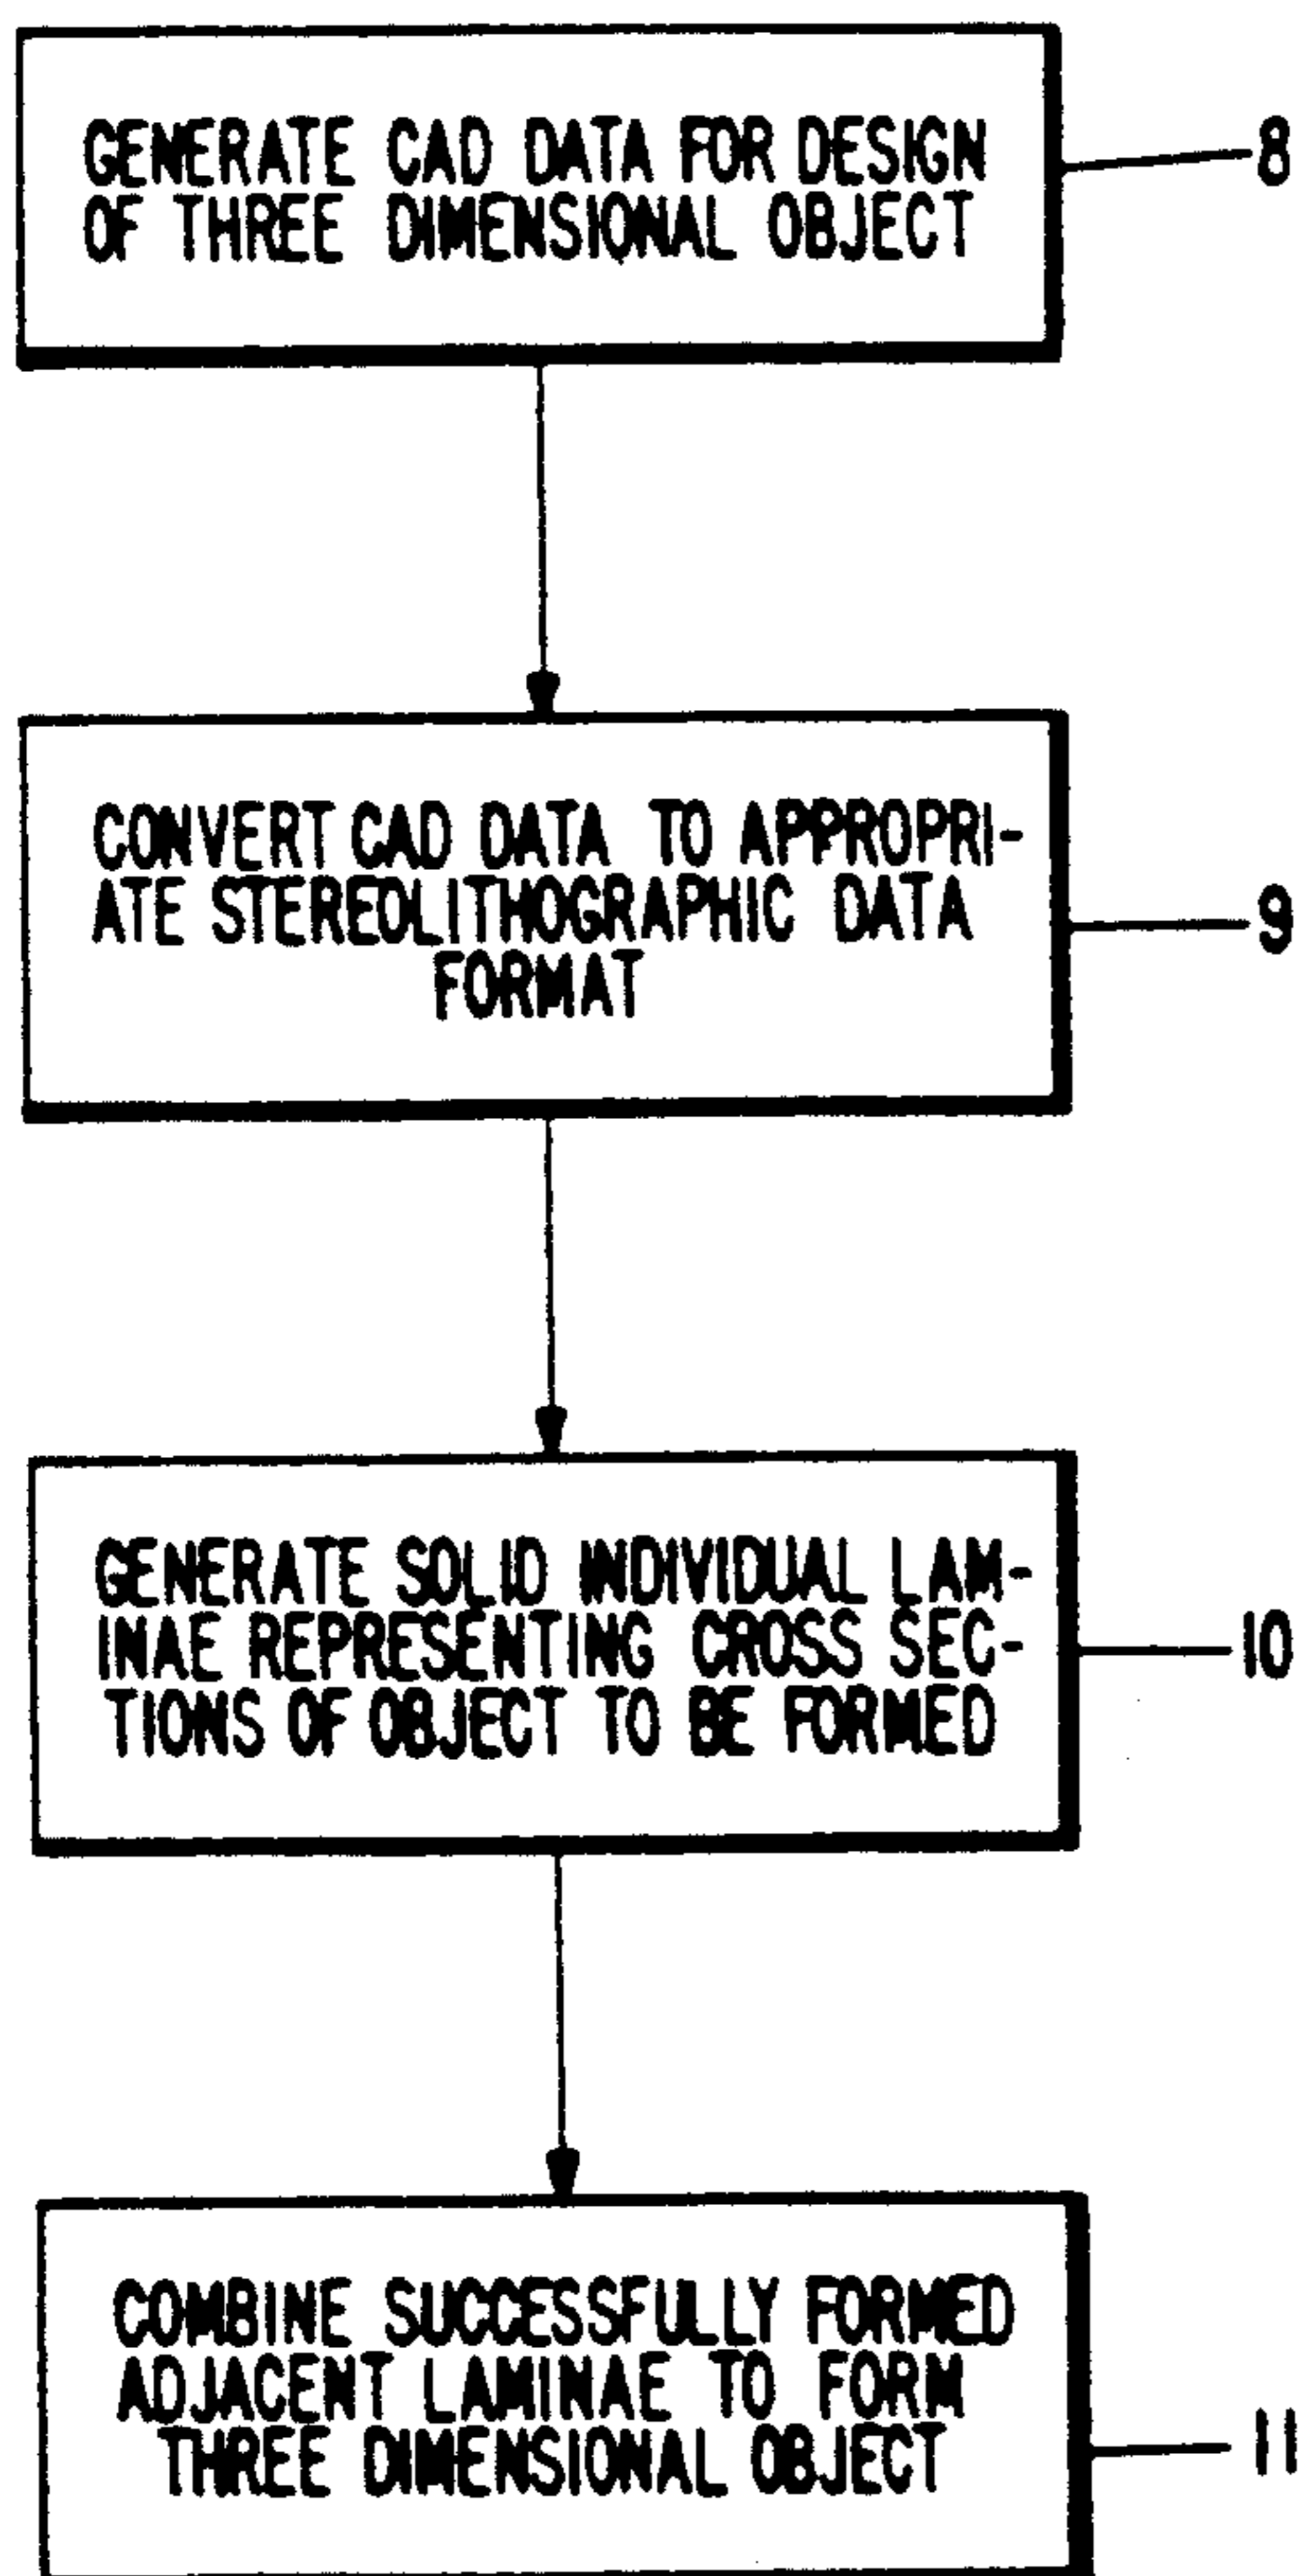 GENERATE CAD DATA FOR DESIGN
OF THREE DIMENSIONAL OBJECT
8
CONVERT CAD DATA TO APPROPRI-
ATE STEREOLITHOGRAPHIC DATA
FORMAT
9
GENERATE SOLID INDIVIDUAL LAM-
INAE REPRESENTING CROSS SEC-
TIONS OF OBJECT TO BE FORMED
10
COMBINE SUCCESSFULLY FORMED
ADJACENT LAMINAE TO FORM
THREE DIMENSIONAL OBJECT
11